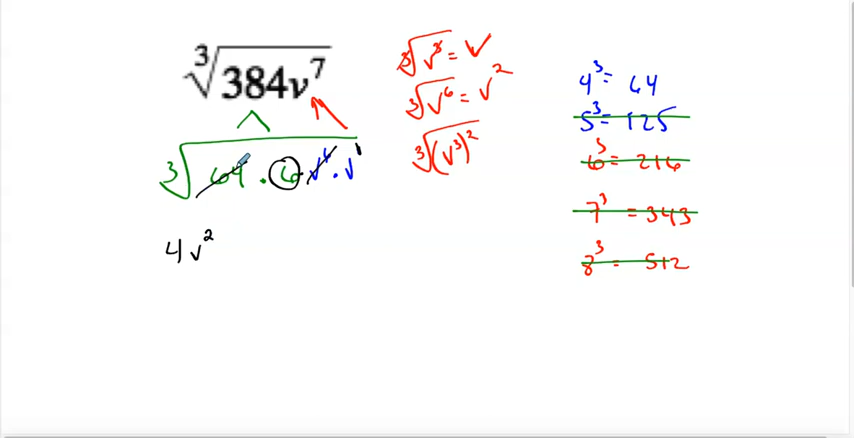 ∛384v⁷
∛64 · 6 v⁶ · v¹
4v²
∛v³ = v
∛v⁶ = v²
∛(v³)²
4³ = 64
5³ = 125
6³ = 216
7³ = 343
8³ = 512